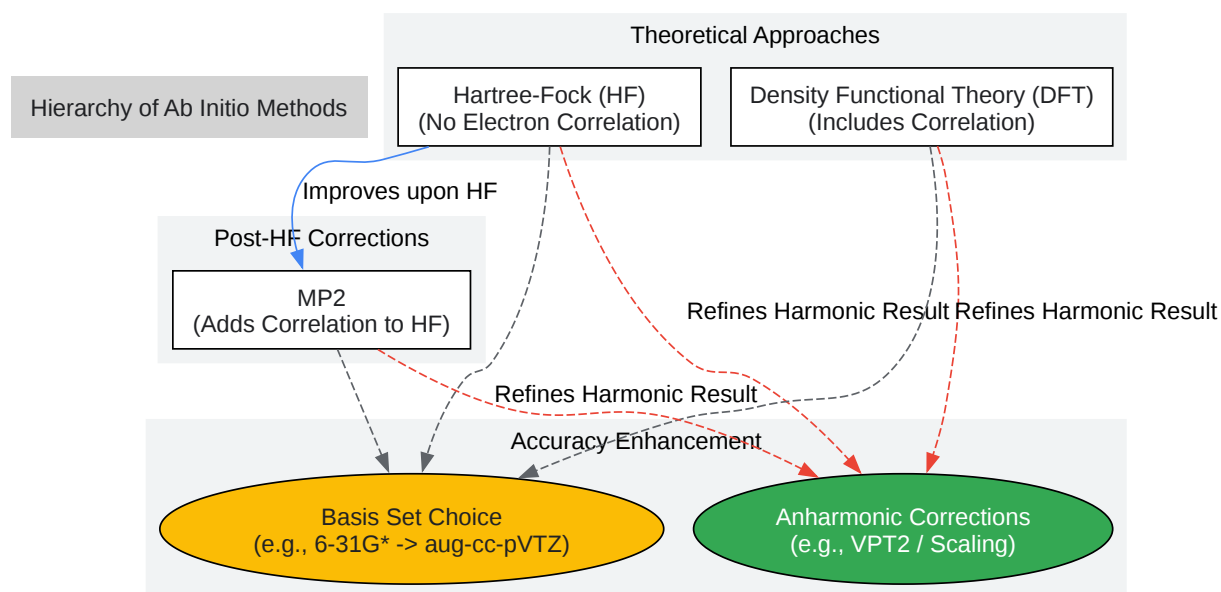 Theoretical Approaches
Hierarchy of Ab Initio Methods
Hartree-Fock (HF)
(No Electron Correlation)
Density Functional Theory (DFT)
(Includes Correlation)
Improves upon HF
Post-HF Corrections
MP2
(Adds Correlation to HF)
Refines Harmonic Result
Refines Harmonic Result
Refines Harmonic Result
Accuracy Enhancement
Basis Set Choice
(e.g., 6-31G* -> aug-cc-pVTZ)
Anharmonic Corrections
(e.g., VPT2 / Scaling)